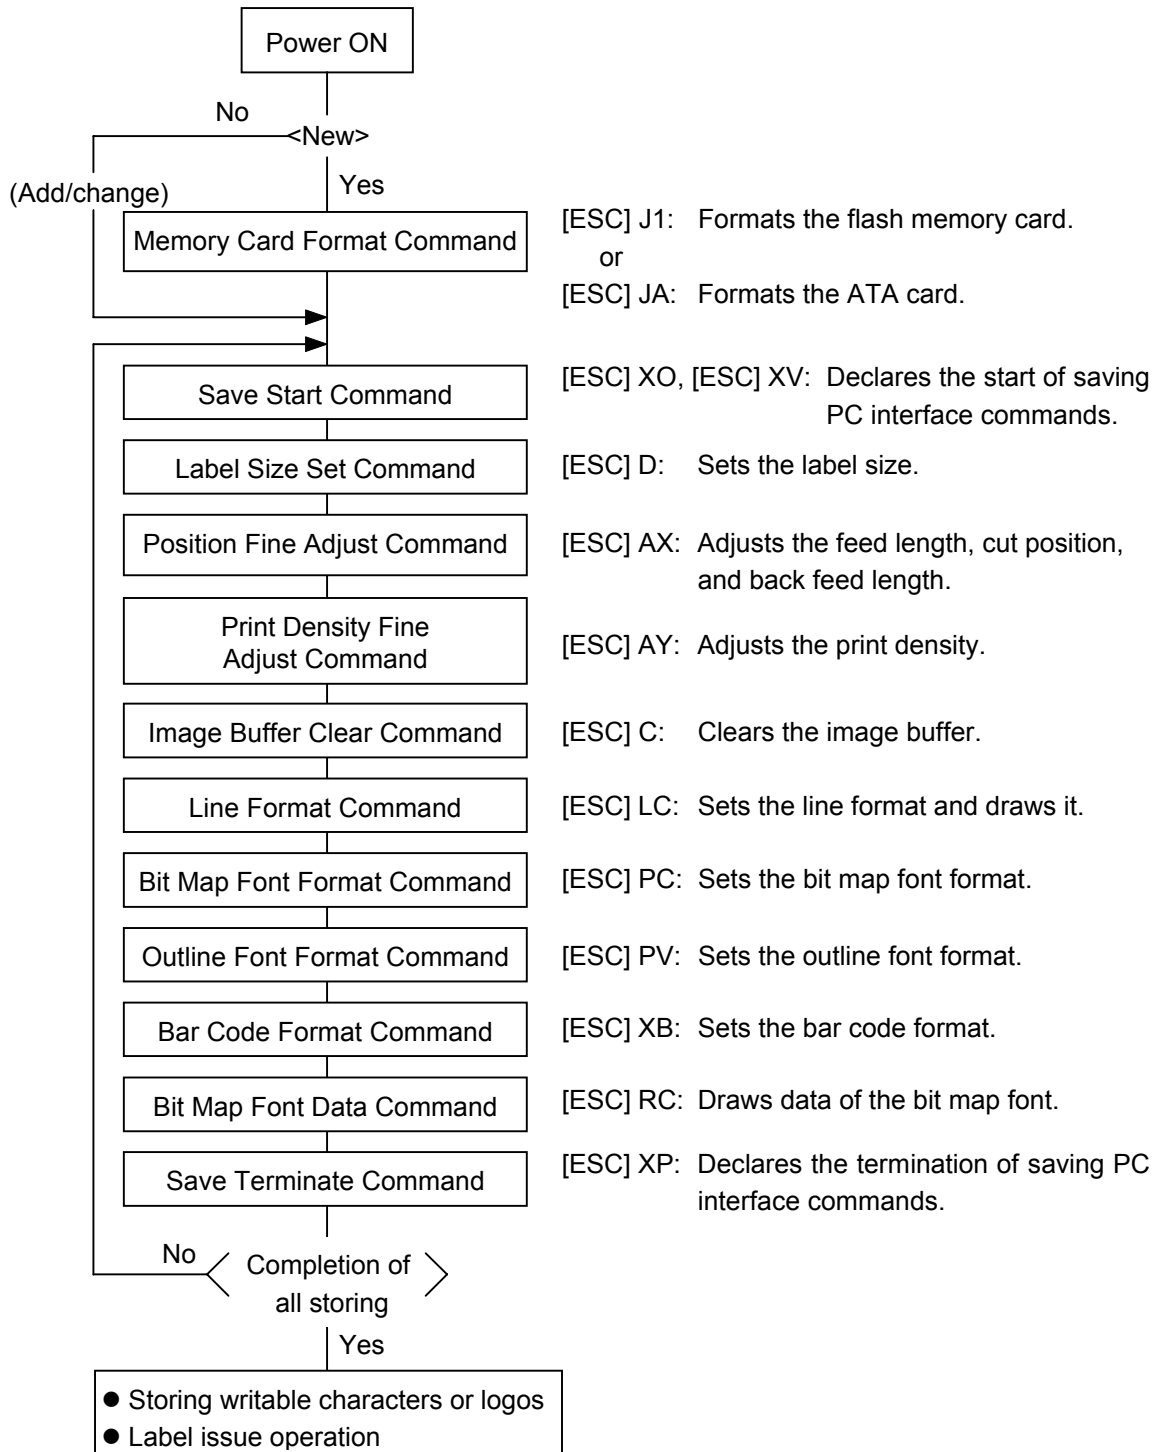 Power ON
No
<New>
(Add/change)
Yes
Memory Card Format Command
[ESC] J1: Formats the flash memory card.
or
[ESC] JA: Formats the ATA card.
Save Start Command
[ESC] XO, [ESC] XV: Declares the start of saving
PC interface commands.
Label Size Set Command
[ESC] D: Sets the label size.
Position Fine Adjust Command
[ESC] AX: Adjusts the feed length, cut position,
and back feed length.
Print Density Fine
Adjust Command
[ESC] AY: Adjusts the print density.
Image Buffer Clear Command
[ESC] C: Clears the image buffer.
Line Format Command
[ESC] LC: Sets the line format and draws it.
Bit Map Font Format Command
[ESC] PC: Sets the bit map font format.
Outline Font Format Command
[ESC] PV: Sets the outline font format.
Bar Code Format Command
[ESC] XB: Sets the bar code format.
Bit Map Font Data Command
[ESC] RC: Draws data of the bit map font.
Save Terminate Command
[ESC] XP: Declares the termination of saving PC
interface commands.
No
Completion of
all storing
Yes
● Storing writable characters or logos
● Label issue operation